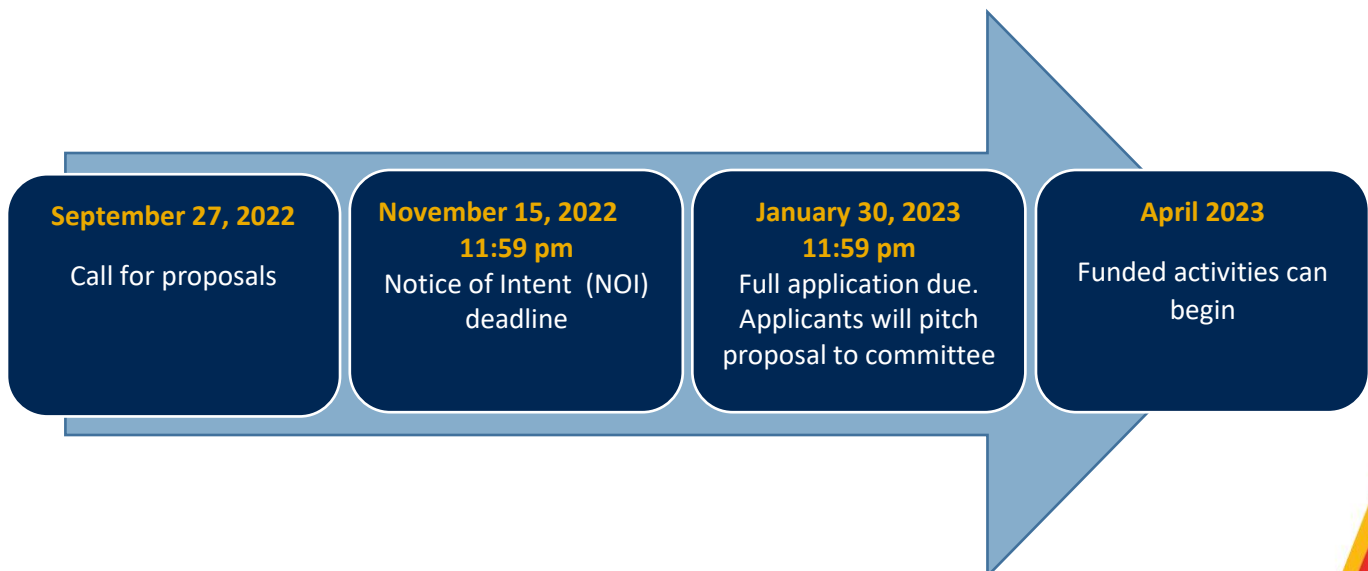 September 27, 2022
Call for proposals
November 15, 2022
11:59 pm
Notice of Intent (NOI)
deadline
January 30, 2023
11:59 pm
Full application due.
Applicants will pitch
proposal to committee
April 2023
Funded activities can
begin